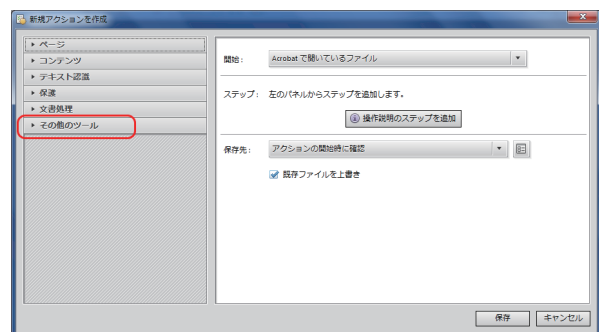 新規アクションを作成
ページ
コンテンツ
テキスト認識
保護
文書処理
その他のツール
開始: Acrobat で開いているファイル
ステップ: 左のパネルからステップを追加します。
操作説明のステップを追加
保存先: アクションの開始時に確認
既存ファイルを上書き
保存 キャンセル